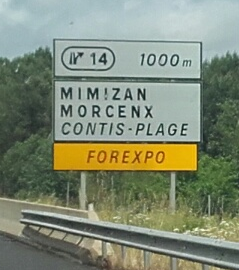 14 1000m
MIMIZAN
MORCENX
CONTIS-PLAGE
FOREXPO